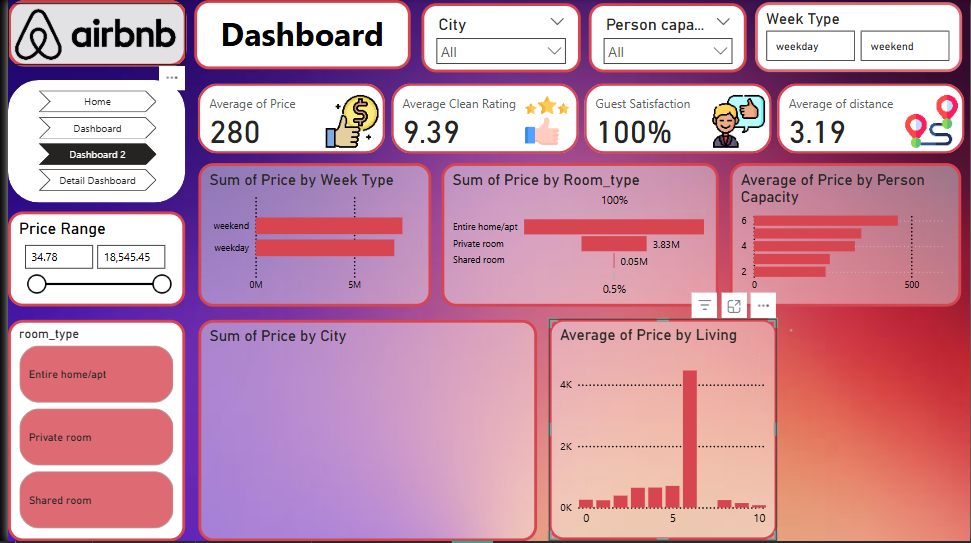 airbnb
Dashboard
City
All
Person capa...
All
Week Type
weekday
weekend
Home
Dashboard
Dashboard 2
Detail Dashboard
Average of Price
280
Average Clean Rating
9.39
Guest Satisfaction
100%
Average of distance
3.19
Price Range
34.78
18,545.45
Sum of Price by Week Type
weekend
weekday
0M
5M
Sum of Price by Room_type
100%
Entire home/apt
Private room
3.83M
Shared room
0.05M
0.5%
Average of Price by Person
Capacity
6
4
2
0
500
room_type
Entire home/apt
Private room
Shared room
Sum of Price by City
Average of Price by Living
4K
2K
0K
0
5
10